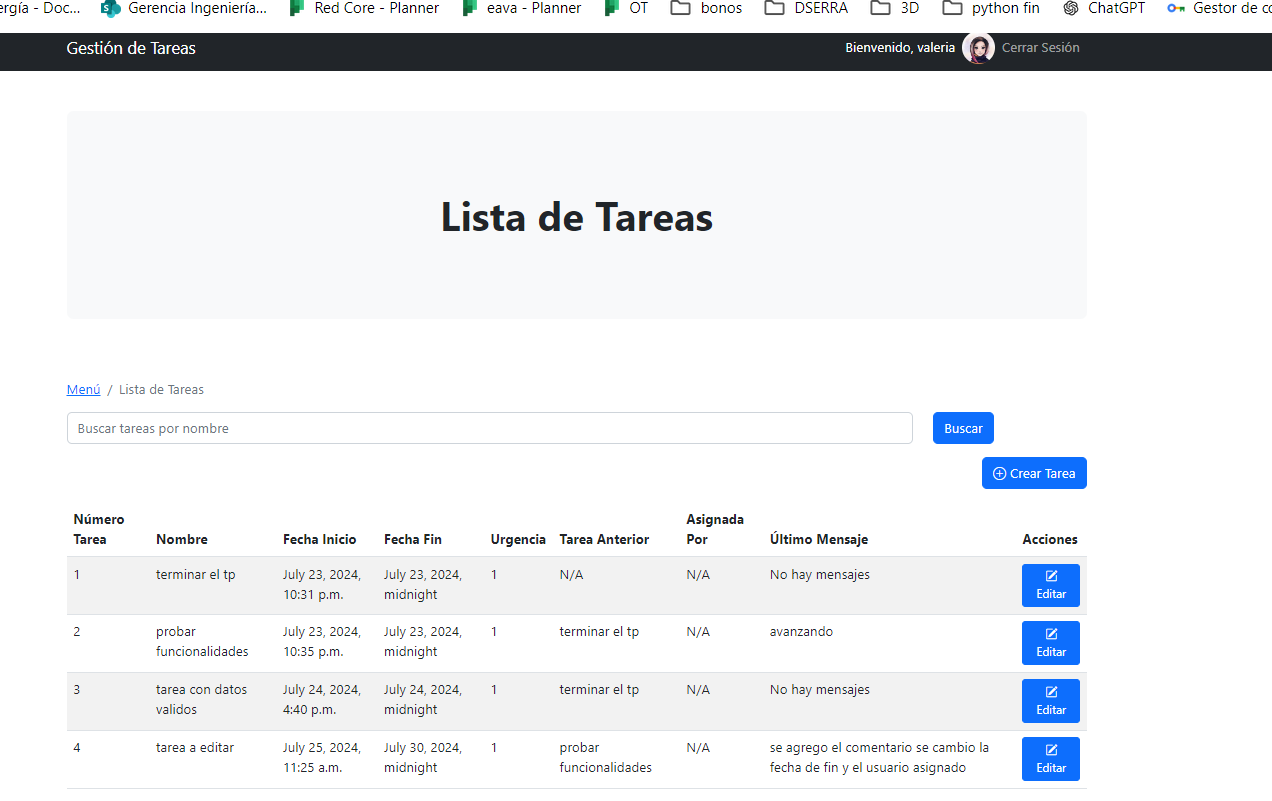 ergía - Doc... Gerencia Ingeniería... Red Core - Planner eava - Planner OT bonos DSERRA 3D python fin ChatGPT Gestor de co
Gestión de Tareas Bienvenido, valeria Cerrar Sesión
Lista de Tareas
Menú / Lista de Tareas
Buscar tareas por nombre Buscar
Crear Tarea
Número Asignada
Tarea Nombre Fecha Inicio Fecha Fin Urgencia Tarea Anterior Por Último Mensaje Acciones
1 terminar el tp July 23, 2024, July 23, 2024, 1 N/A N/A No hay mensajes
10:31 p.m. midnight Editar
2 probar July 23, 2024, July 23, 2024, 1 terminar el tp N/A avanzando
funcionalidades 10:35 p.m. midnight Editar
3 tarea con datos July 24, 2024, July 24, 2024, 1 terminar el tp N/A No hay mensajes
validos 4:40 p.m. midnight Editar
4 tarea a editar July 25, 2024, July 30, 2024, 1 probar N/A se agrego el comentario se cambio la
11:25 a.m. midnight funcionalidades fecha de fin y el usuario asignado Editar